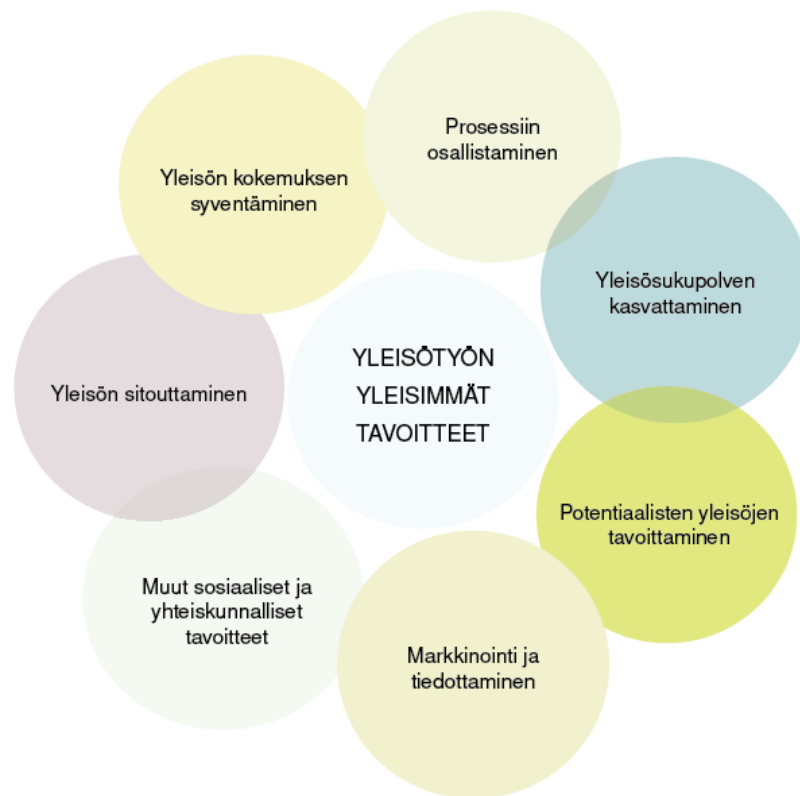 Prosessiin
osallistaminen
Yleisön kokemuksen
syventäminen
Yleisösukupolven
kasvattaminen
YLEISÖTYÖN
YLEISIMMÄT
TAVOITTEET
Yleisön sitouttaminen
Potentiaalisten yleisöjen
tavoittaminen
Muut sosiaaliset ja
yhteiskunnalliset
tavoitteet
Markkinointi ja
tiedottaminen